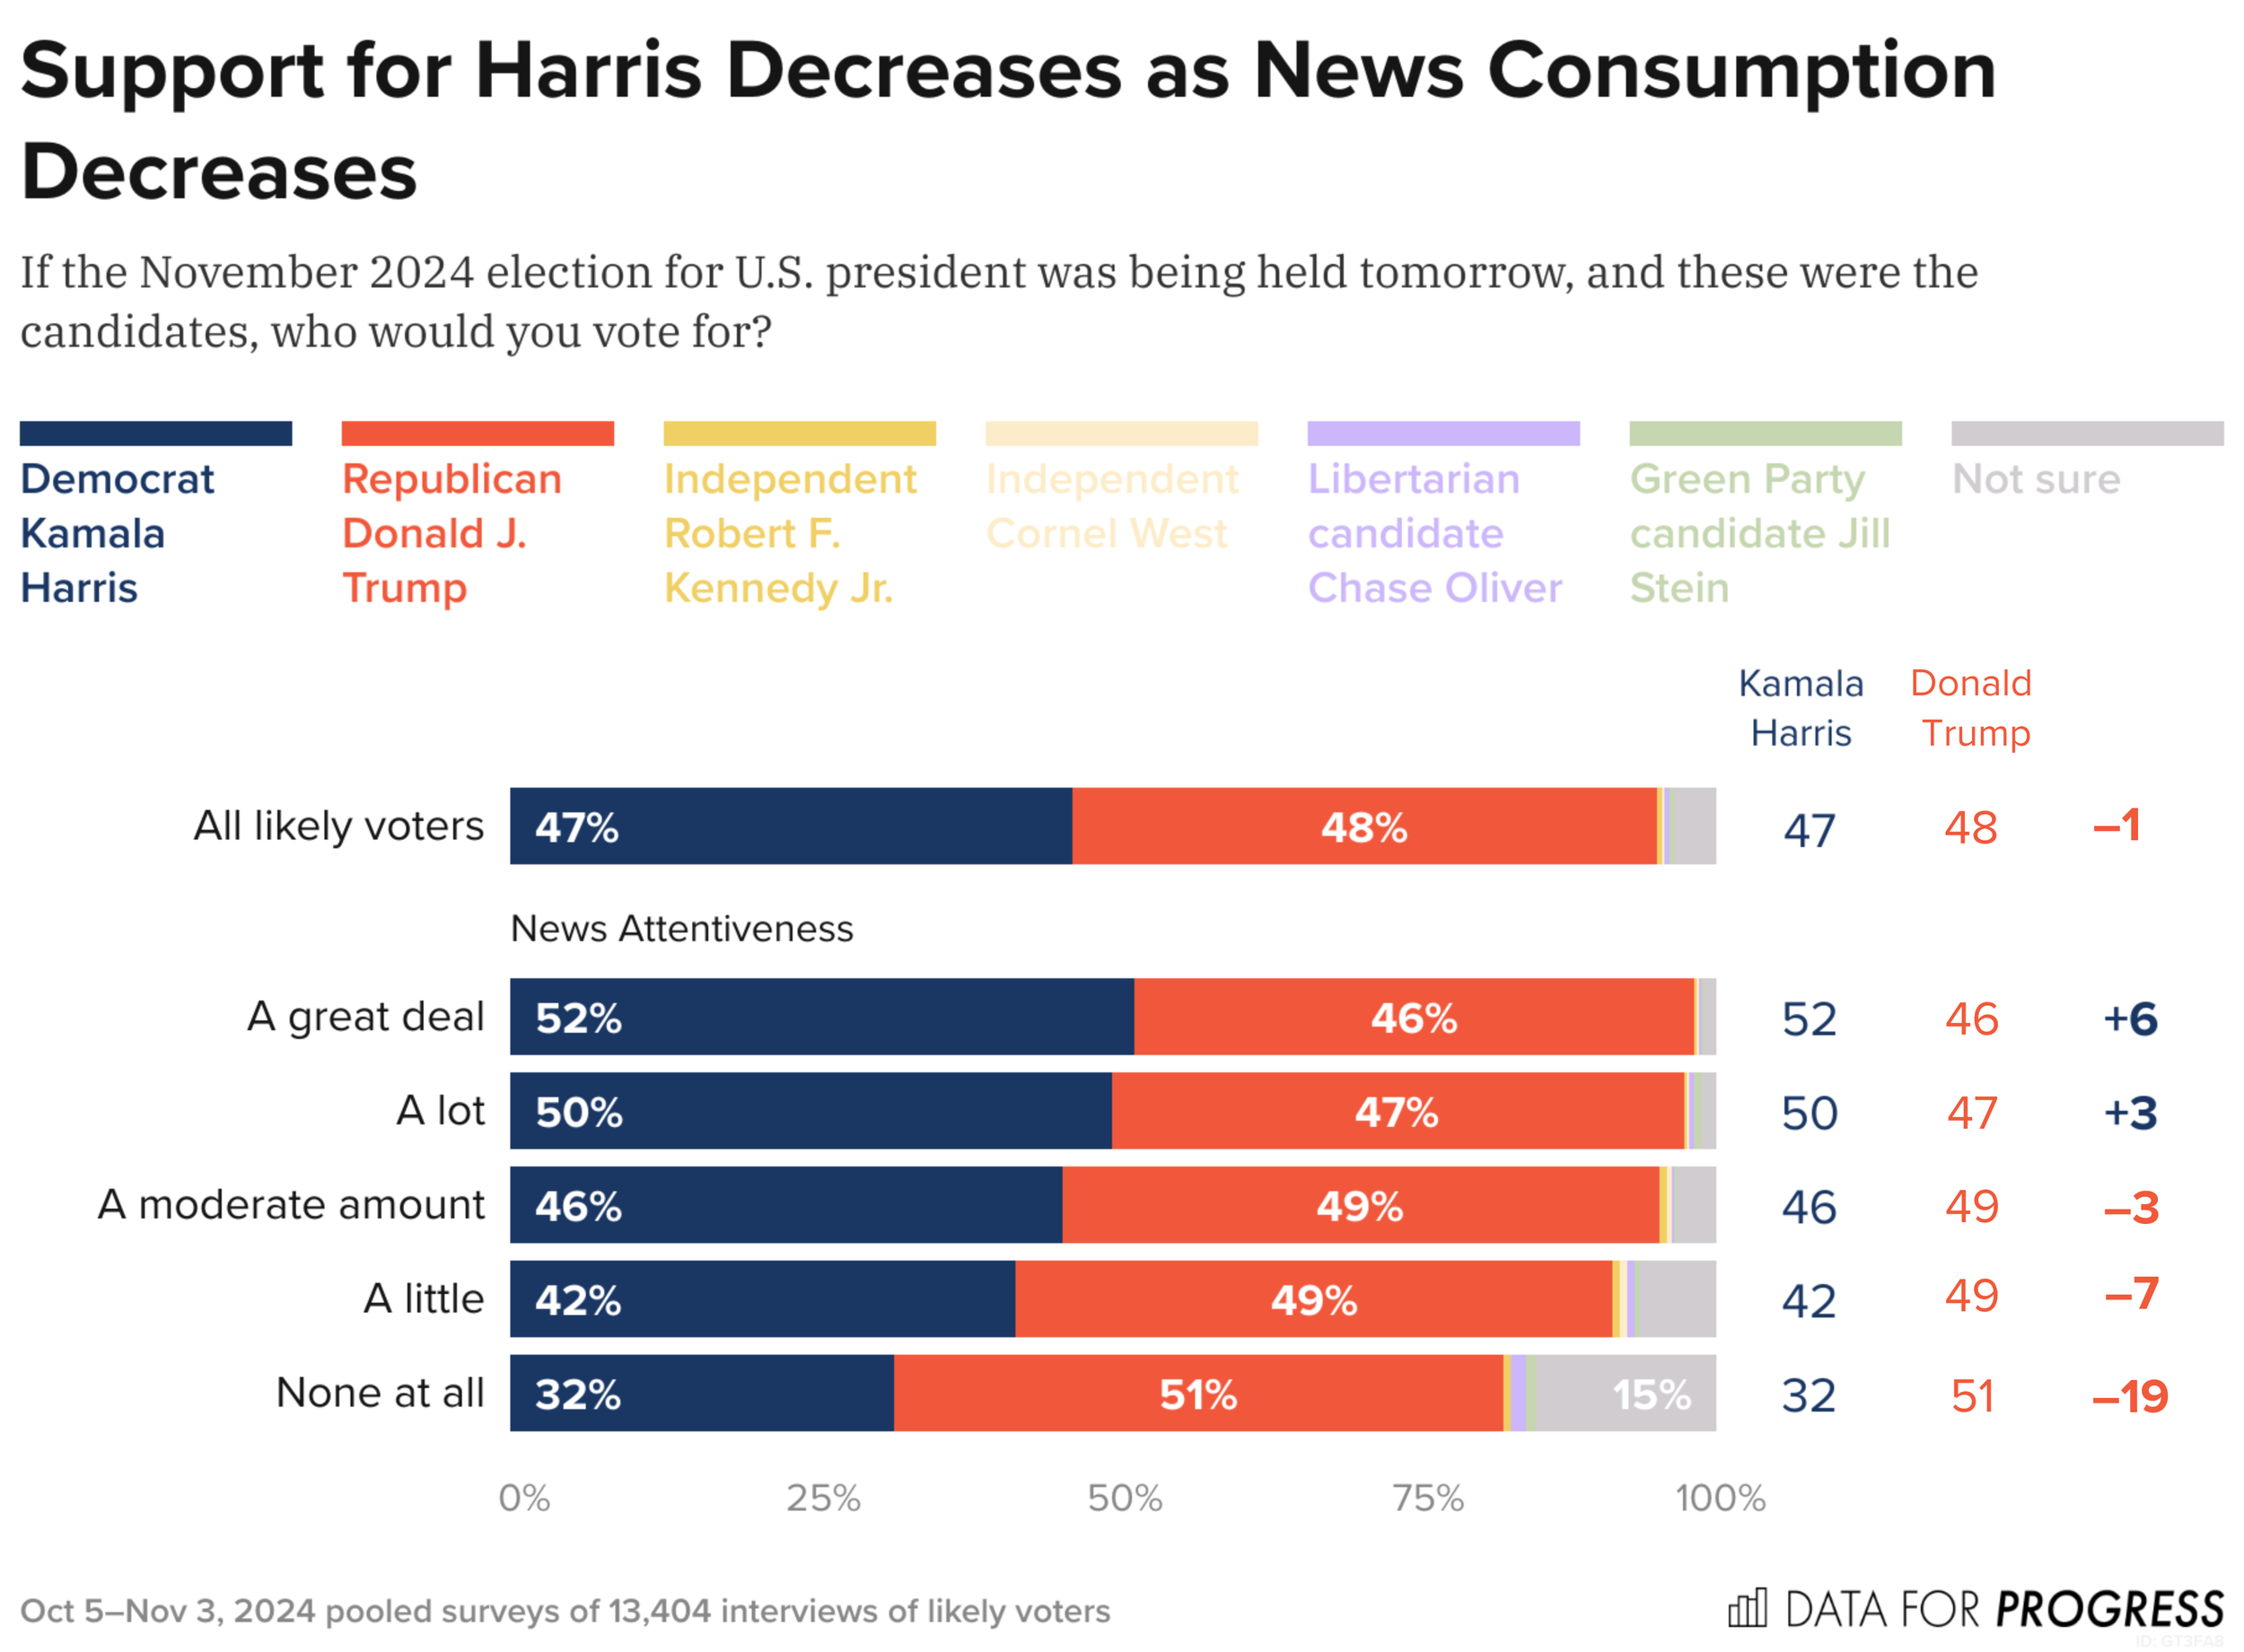 Support for Harris Decreases as News Consumption
Decreases
If the November 2024 election for U.S. president was being held tomorrow, and these were the
candidates, who would you vote for?
Democrat
Kamala
Harris
Republican
Donald J.
Trump
Independent
Robert F.
Kennedy Jr.
Independent
Cornel West
Libertarian
candidate
Chase Oliver
Green Party
candidate Jill
Stein
Not sure
Kamala
Harris
Donald
Trump
All likely voters 47% 48% 47 48 –1
News Attentiveness
A great deal 52% 46% 52 46 +6
A lot 50% 47% 50 47 +3
A moderate amount 46% 49% 46 49 –3
A little 42% 49% 42 49 –7
None at all 32% 51% 15% 32 51 –19
0% 25% 50% 75% 100%
Oct 5–Nov 3, 2024 pooled surveys of 13,404 interviews of likely voters
DATA FOR PROGRESS
ID: GT3FA8